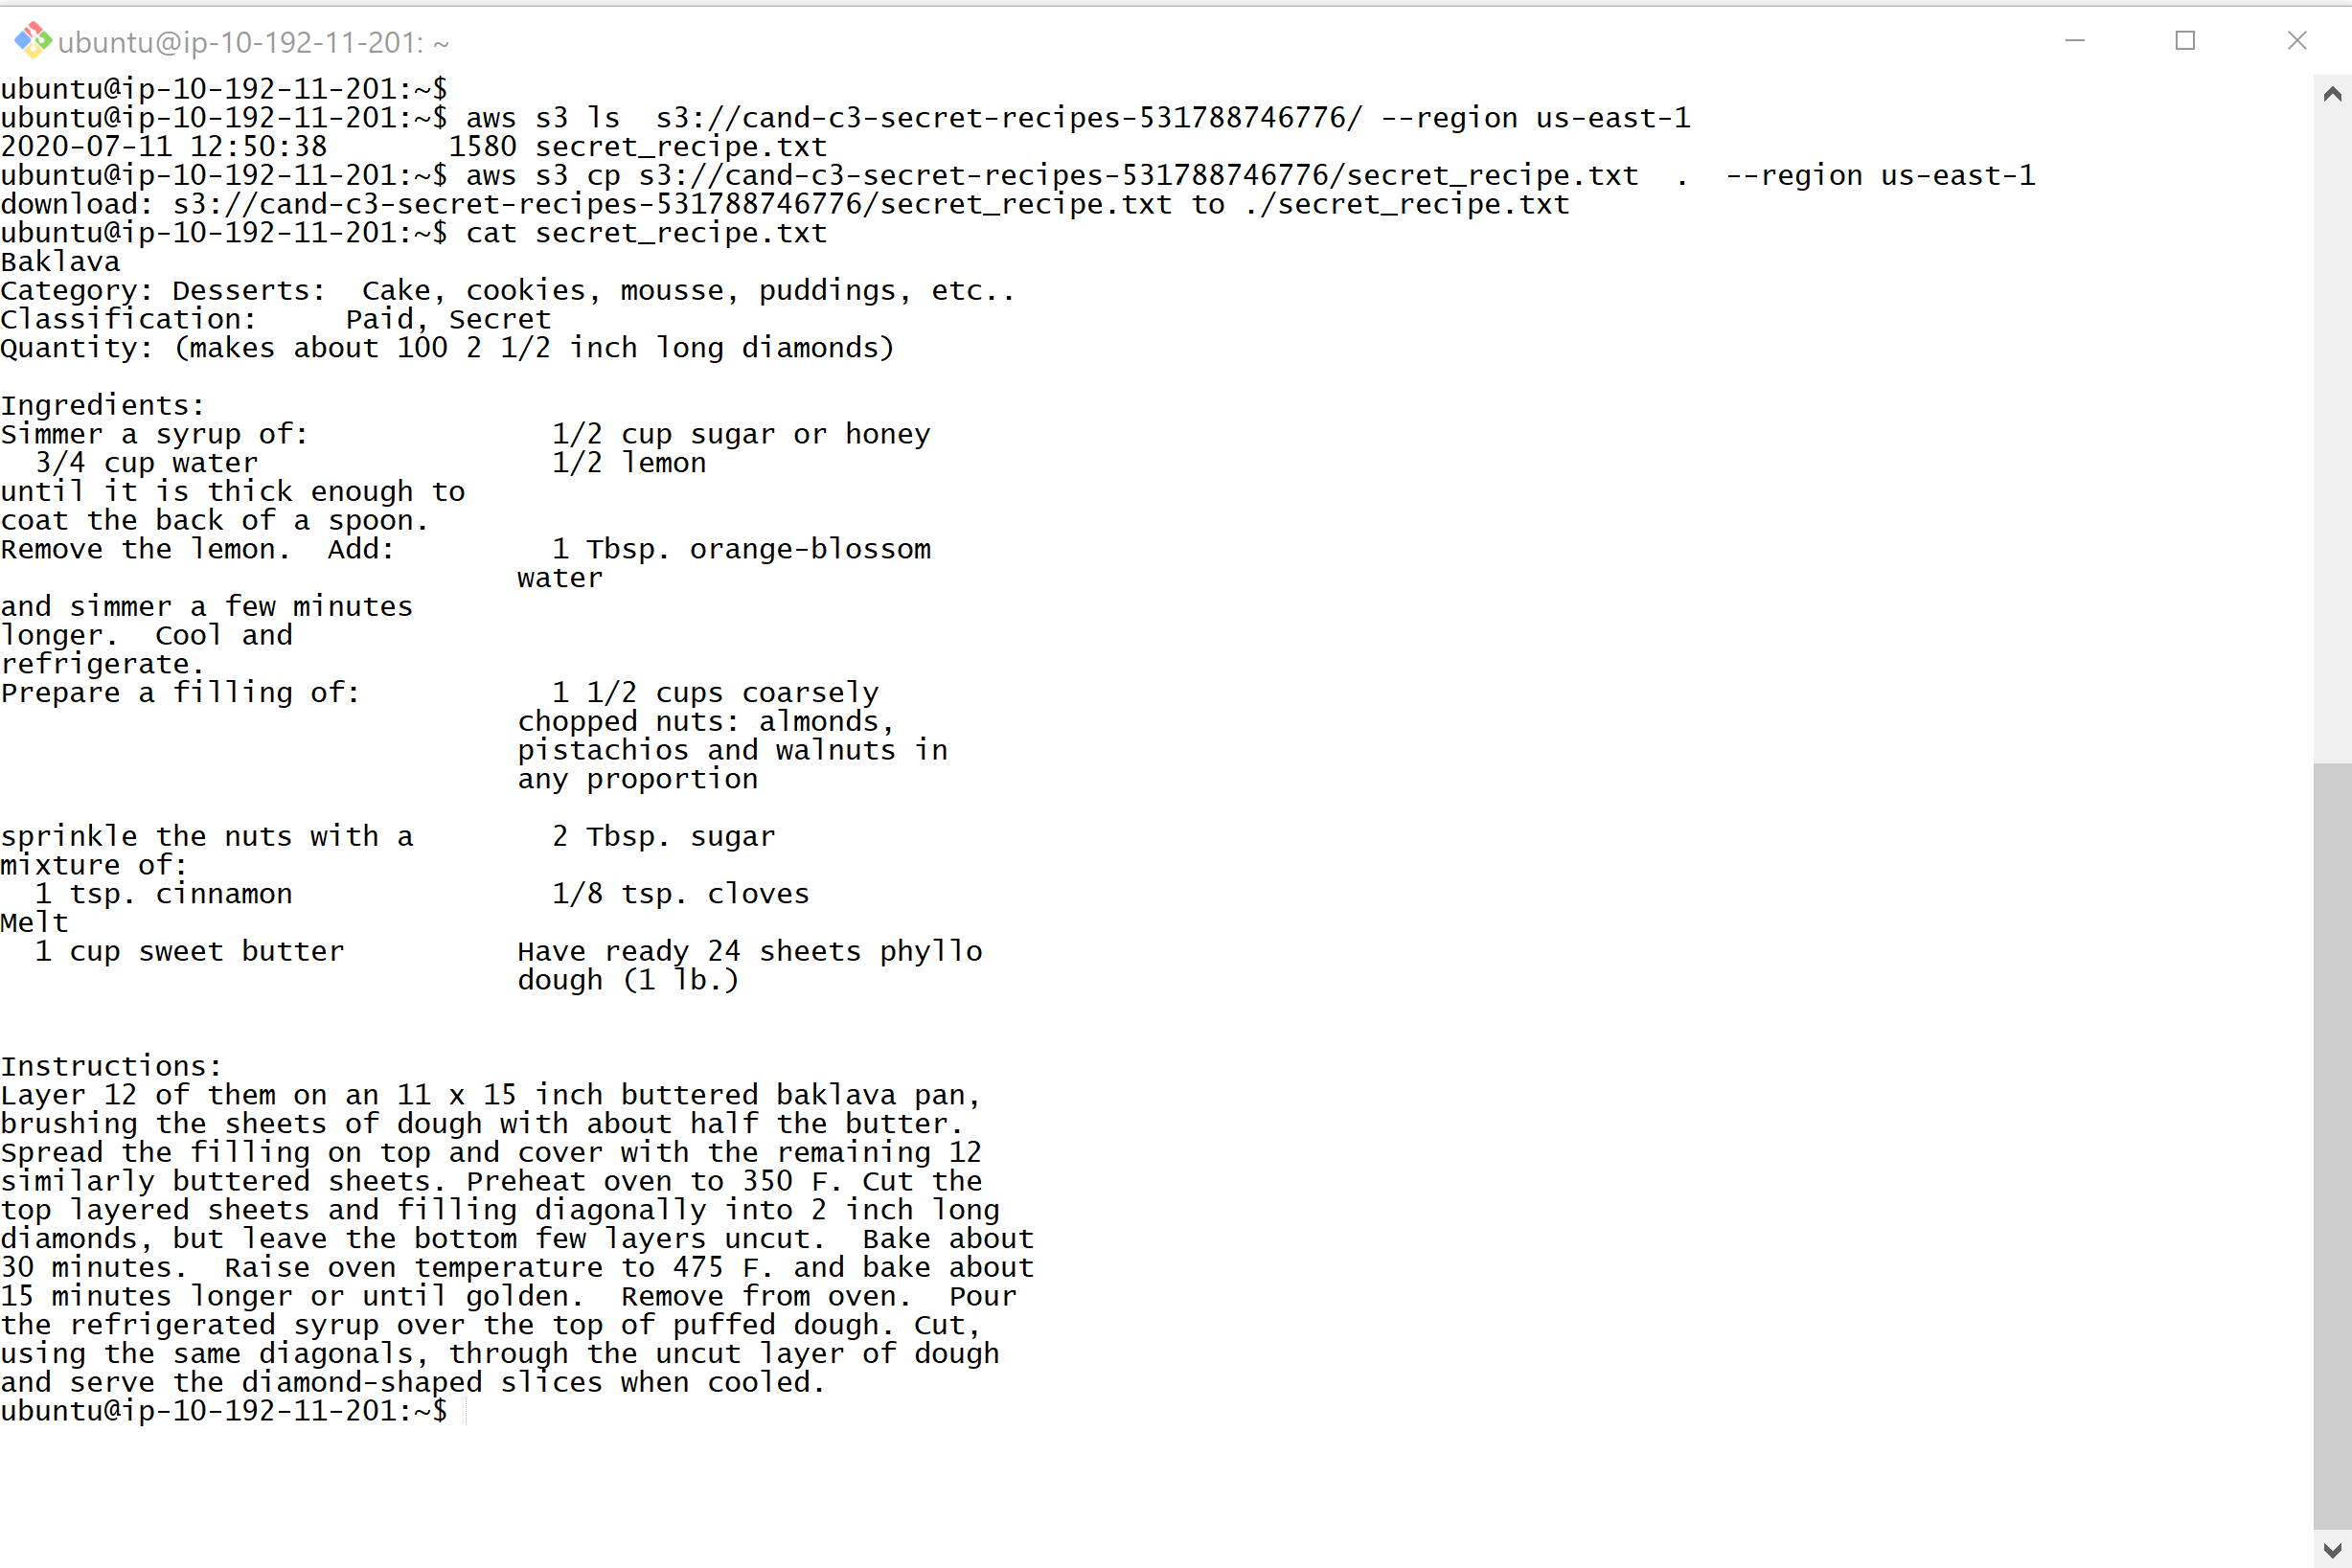 ubuntu@ip-10-192-11-201: ~
ubuntu@ip-10-192-11-201:~$
ubuntu@ip-10-192-11-201:~$ aws s3 ls  s3://cand-c3-secret-recipes-531788746776/ --region us-east-1
2020-07-11 12:50:38       1580 secret_recipe.txt
ubuntu@ip-10-192-11-201:~$ aws s3 cp s3://cand-c3-secret-recipes-531788746776/secret_recipe.txt  .  --region us-east-1
download: s3://cand-c3-secret-recipes-531788746776/secret_recipe.txt to ./secret_recipe.txt
ubuntu@ip-10-192-11-201:~$ cat secret_recipe.txt
Baklava
Category: Desserts:  Cake, cookies, mousse, puddings, etc..
Classification:     Paid, Secret
Quantity: (makes about 100 2 1/2 inch long diamonds)

Ingredients:
Simmer a syrup of:              1/2 cup sugar or honey
  3/4 cup water                 1/2 lemon
until it is thick enough to
coat the back of a spoon.
Remove the lemon.  Add:         1 Tbsp. orange-blossom
                              water
and simmer a few minutes
longer.  Cool and
refrigerate.
Prepare a filling of:           1 1/2 cups coarsely
                              chopped nuts: almonds,
                              pistachios and walnuts in
                              any proportion

sprinkle the nuts with a        2 Tbsp. sugar
mixture of:
  1 tsp. cinnamon               1/8 tsp. cloves
Melt
  1 cup sweet butter          Have ready 24 sheets phyllo
                              dough (1 lb.)

Instructions:
Layer 12 of them on an 11 x 15 inch buttered baklava pan,
brushing the sheets of dough with about half the butter.
Spread the filling on top and cover with the remaining 12
similarly buttered sheets. Preheat oven to 350 F. Cut the
top layered sheets and filling diagonally into 2 inch long
diamonds, but leave the bottom few layers uncut.  Bake about
30 minutes.  Raise oven temperature to 475 F. and bake about
15 minutes longer or until golden.  Remove from oven.  Pour
the refrigerated syrup over the top of puffed dough. Cut,
using the same diagonals, through the uncut layer of dough
and serve the diamond-shaped slices when cooled.
ubuntu@ip-10-192-11-201:~$